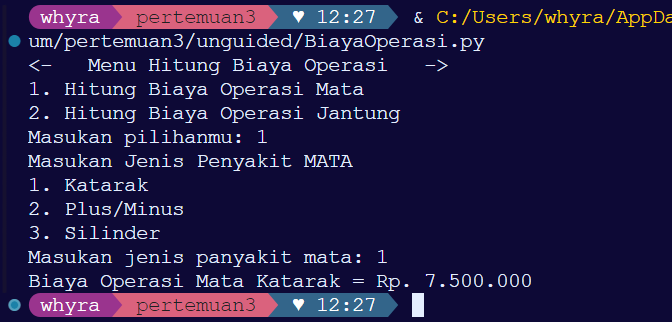 whyra pertemuan3 ♥ 12:27 & C:/Users/whyra/AppDa
um/pertemuan3/unguided/BiayaOperasi.py
<- Menu Hitung Biaya Operasi ->
1. Hitung Biaya Operasi Mata
2. Hitung Biaya Operasi Jantung
Masukan pilihanmu: 1
Masukan Jenis Penyakit MATA
1. Katarak
2. Plus/Minus
3. Silinder
Masukan jenis panyakit mata: 1
Biaya Operasi Mata Katarak = Rp. 7.500.000
whyra pertemuan3 ♥ 12:27